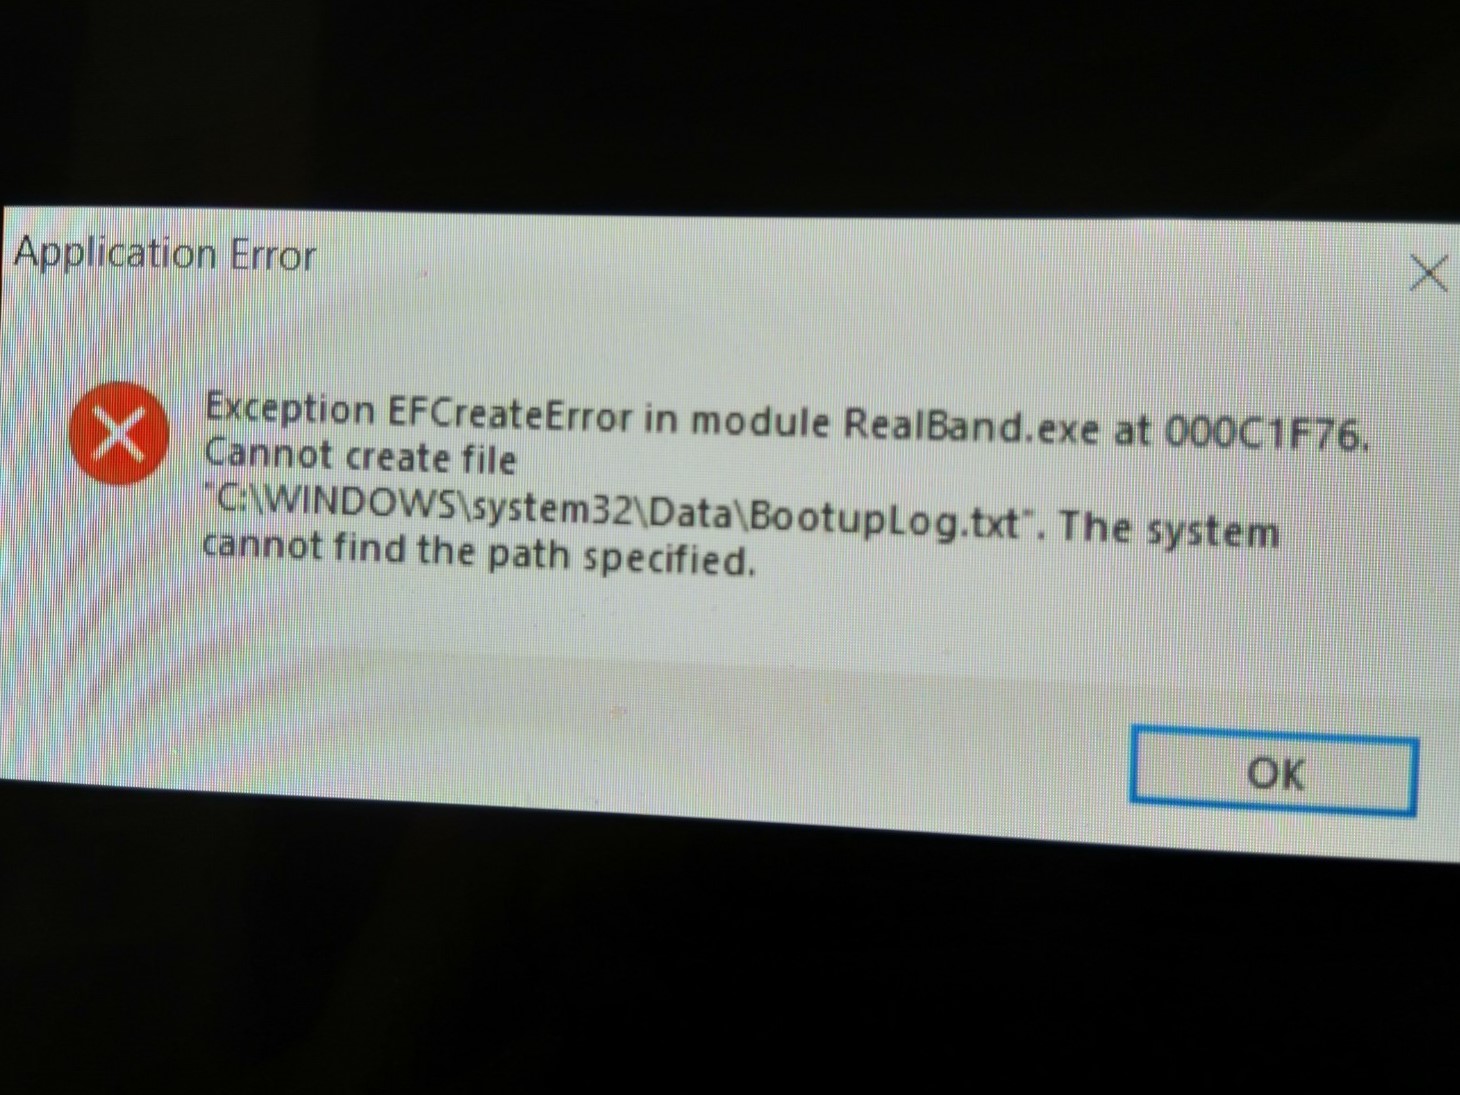 Application Error
Exception EFCreateError in module RealBand.exe at 000C1F76.
Cannot create file
"C:\WINDOWS\system32\Data\BootupLog.txt". The system
cannot find the path specified.
OK